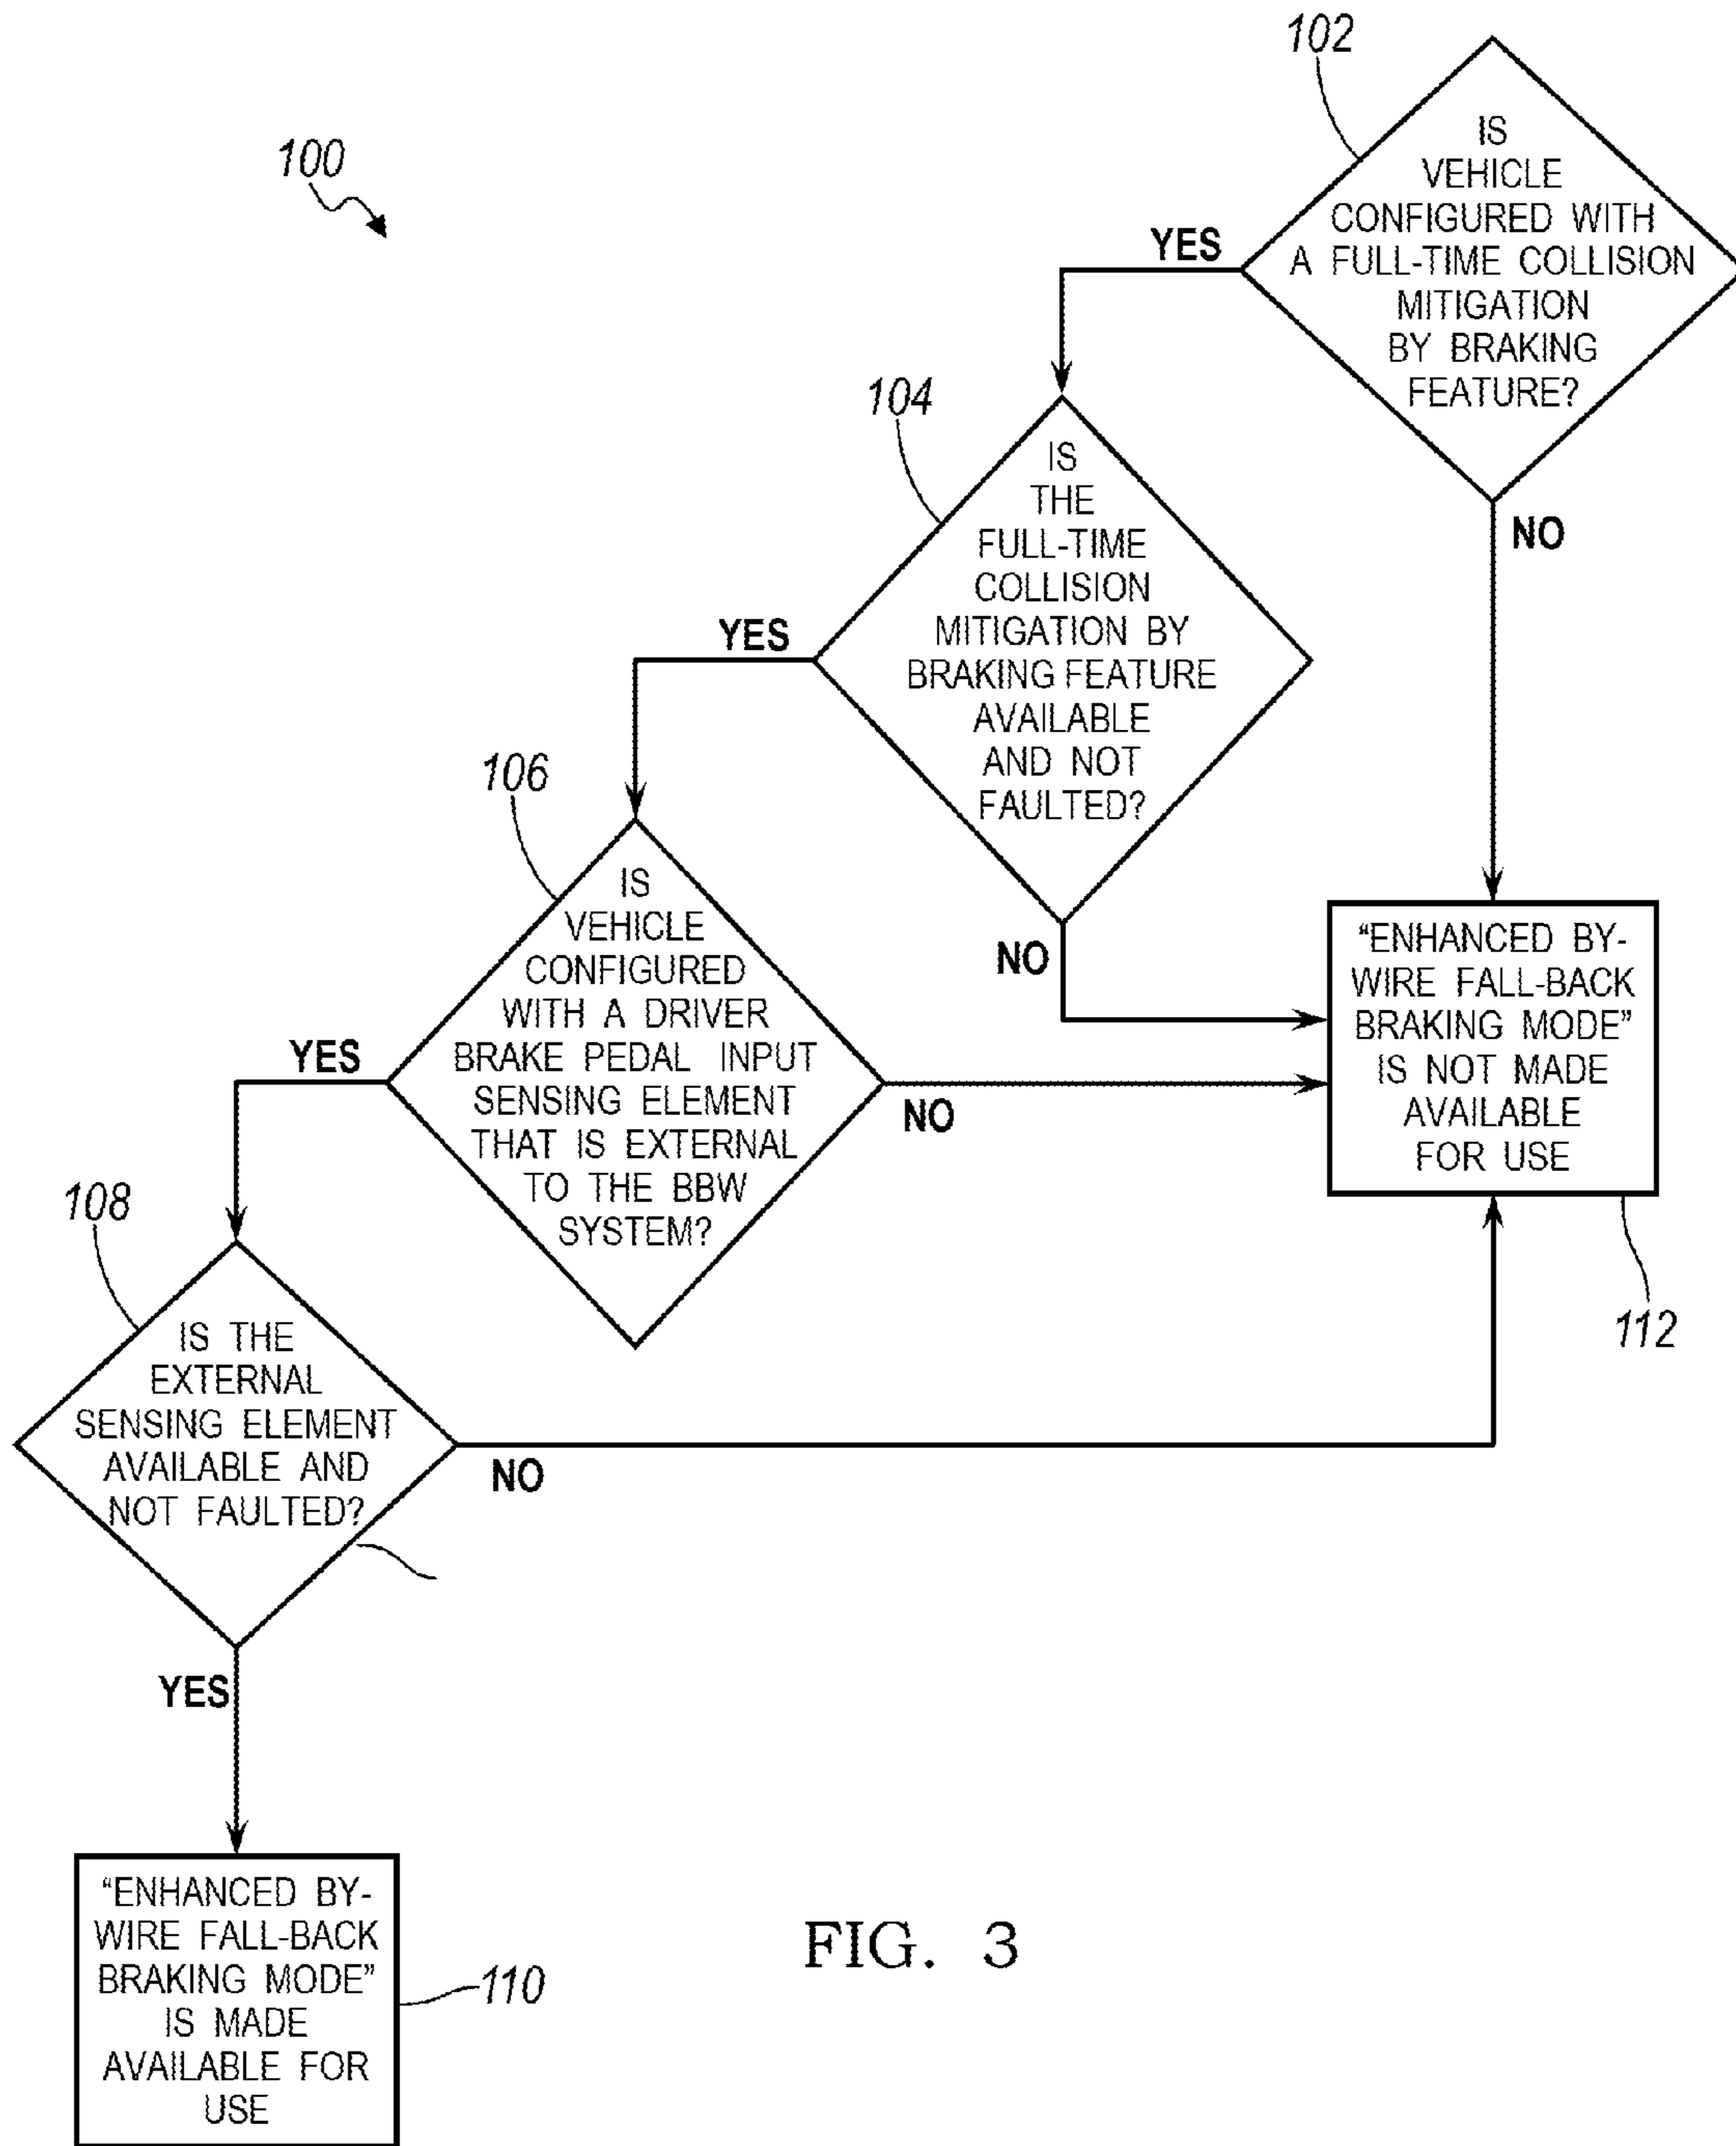 100
102
IS
VEHICLE
CONFIGURED WITH
A FULL-TIME COLLISION
MITIGATION
BY BRAKING
FEATURE?
YES
NO
104
IS
THE
FULL-TIME
COLLISION
MITIGATION BY
BRAKING FEATURE
AVAILABLE
AND NOT
FAULTED?
YES
NO
106
IS
VEHICLE
CONFIGURED
WITH A DRIVER
BRAKE PEDAL INPUT
SENSING ELEMENT
THAT IS EXTERNAL
TO THE BBW
SYSTEM?
YES
NO
"ENHANCED BY-
WIRE FALL-BACK
BRAKING MODE"
IS NOT MADE
AVAILABLE
FOR USE
112
108
IS THE
EXTERNAL
SENSING ELEMENT
AVAILABLE AND
NOT FAULTED?
NO
YES
"ENHANCED BY-
WIRE FALL-BACK
BRAKING MODE"
IS MADE
AVAILABLE FOR
USE
110
FIG. 3